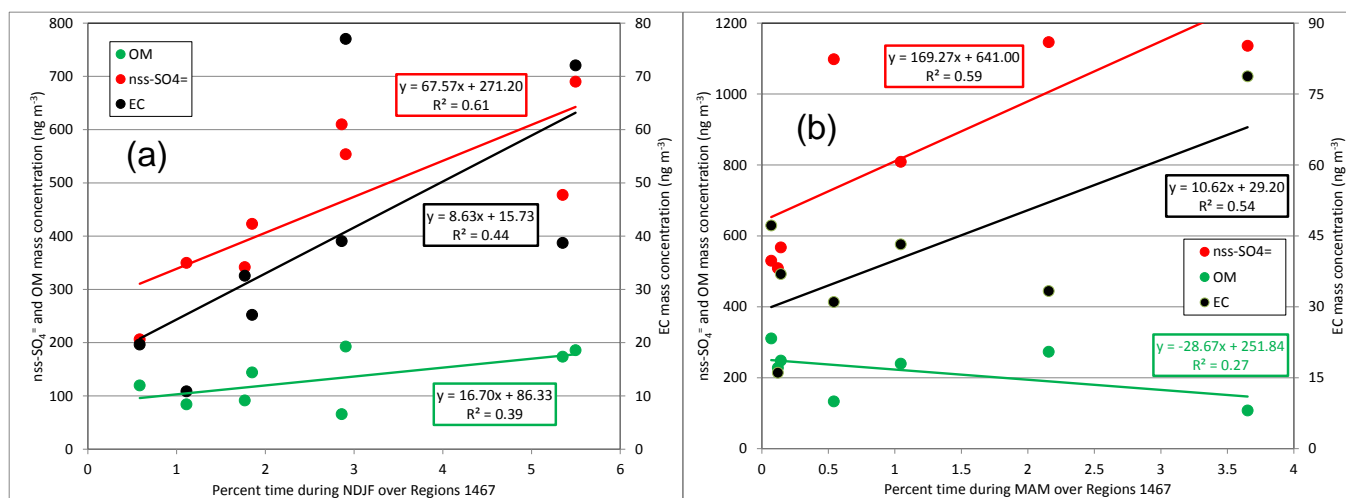 800
700
600
500
400
300
200
100
0
nss-SO₄⁼ and OM mass concentration (ng m⁻³)
OM
nss-SO4=
EC
(a)
y = 67.57x + 271.20
R² = 0.61
y = 8.63x + 15.73
R² = 0.44
y = 16.70x + 86.33
R² = 0.39
80
70
60
50
40
30
20
10
0
EC mass concentration (ng m⁻³)
0 1 2 3 4 5 6
Percent time during NDJF over Regions 1467
1200
1000
800
600
400
200
0
nss-SO₄⁼ and OM mass concentration (ng m⁻³)
(b)
y = 169.27x + 641.00
R² = 0.59
y = 10.62x + 29.20
R² = 0.54
nss-SO4=
OM
EC
y = -28.67x + 251.84
R² = 0.27
90
75
60
45
30
15
0
EC mass concentration (ng m⁻³)
0 0.5 1 1.5 2 2.5 3 3.5 4
Percent time during MAM over Regions 1467